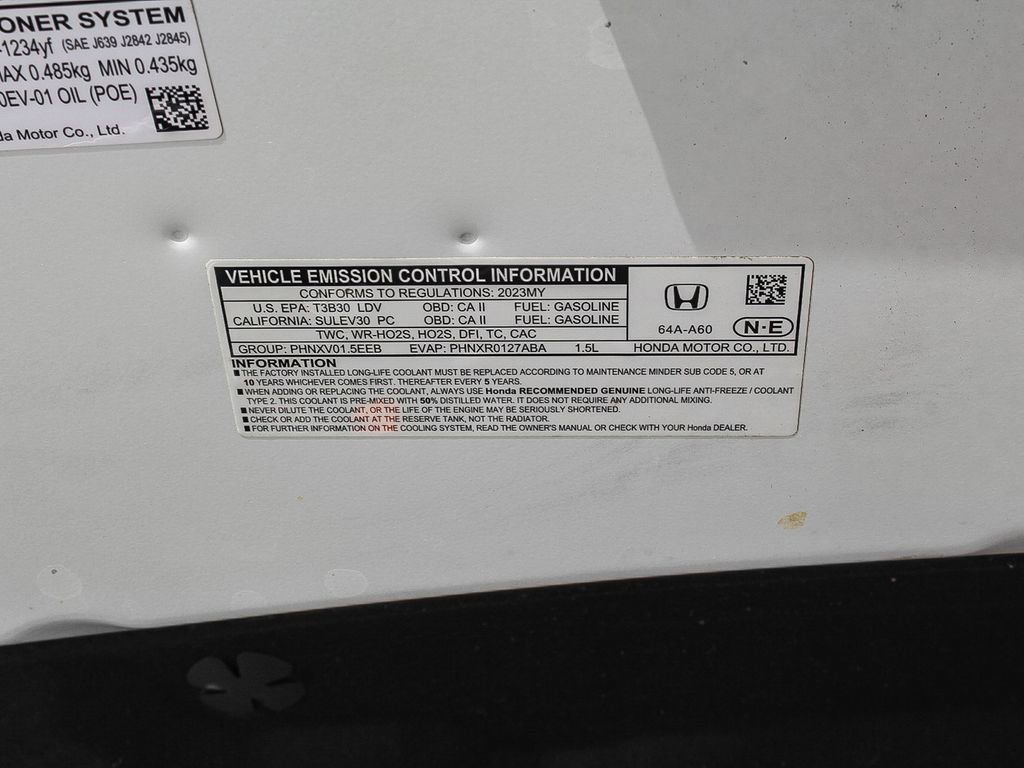 ONER SYSTEM
-1234yf (SAE J639 J2842 J2845)
MAX 0.485kg MIN 0.435kg
0EV-01 OIL (POE)
da Motor Co., Ltd.
VEHICLE EMISSION CONTROL INFORMATION
CONFORMS TO REGULATIONS: 2023MY
U.S. EPA: T3B30 LDV OBD: CA II FUEL: GASOLINE
CALIFORNIA: SULEV30 PC OBD: CA II FUEL: GASOLINE
TWC, WR-HO2S, HO2S, DFI, TC, CAC
64A-A60 N-E
GROUP: PHNXV01.5EEB EVAP: PHNXR0127ABA 1.5L HONDA MOTOR CO., LTD.
INFORMATION
■ THE FACTORY INSTALLED LONG-LIFE COOLANT MUST BE REPLACED ACCORDING TO MAINTENANCE MINDER SUB CODE 5, OR AT
10 YEARS WHICHEVER COMES FIRST. THEREAFTER EVERY 5 YEARS.
■ WHEN ADDING OR REPLACING THE COOLANT, ALWAYS USE Honda RECOMMENDED GENUINE LONG-LIFE ANTI-FREEZE / COOLANT
TYPE 2. THIS COOLANT IS PRE-MIXED WITH 50% DISTILLED WATER. IT DOES NOT REQUIRE ANY ADDITIONAL MIXING.
■ NEVER DILUTE THE COOLANT, OR THE LIFE OF THE ENGINE MAY BE SERIOUSLY SHORTENED.
■ CHECK OR ADD THE COOLANT AT THE RESERVE TANK, NOT THE RADIATOR.
■ FOR FURTHER INFORMATION ON THE COOLING SYSTEM, READ THE OWNER'S MANUAL OR CHECK WITH YOUR Honda DEALER.